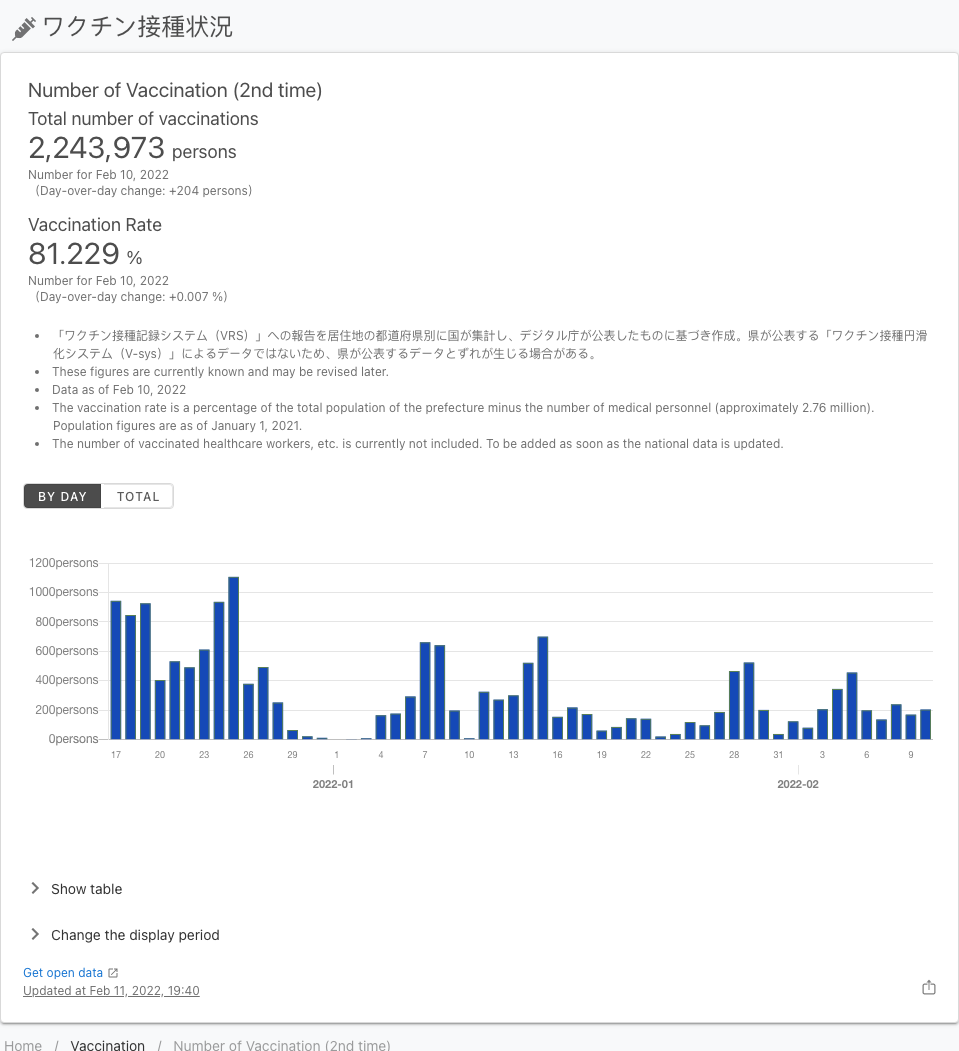 ワクチン接種状況
Number of Vaccination (2nd time)
Total number of vaccinations
2,243,973 persons
Number for Feb 10, 2022
(Day-over-day change: +204 persons)
Vaccination Rate
81.229 %
Number for Feb 10, 2022
(Day-over-day change: +0.007 %)
• 「ワクチン接種記録システム（VRS）」への報告を居住地の都道府県別に国が集計し、デジタル庁が公表したものに基づき作成。県が公表する「ワクチン接種円滑
化システム（V-sys）」によるデータではないため、県が公表するデータとずれが生じる場合がある。
• These figures are currently known and may be revised later.
• Data as of Feb 10, 2022
• The vaccination rate is a percentage of the total population of the prefecture minus the number of medical personnel (approximately 2.76 million).
Population figures are as of January 1, 2021.
• The number of vaccinated healthcare workers, etc. is currently not included. To be added as soon as the national data is updated.
BY DAY TOTAL
1200persons
1000persons
800persons
600persons
400persons
200persons
0persons
17 20 23 26 29 1 4 7 10 13 16 19 22 25 28 31 3 6 9
2022-01 2022-02
Show table
Change the display period
Get open data
Updated at Feb 11, 2022, 19:40
Home / Vaccination / Number of Vaccination (2nd time)